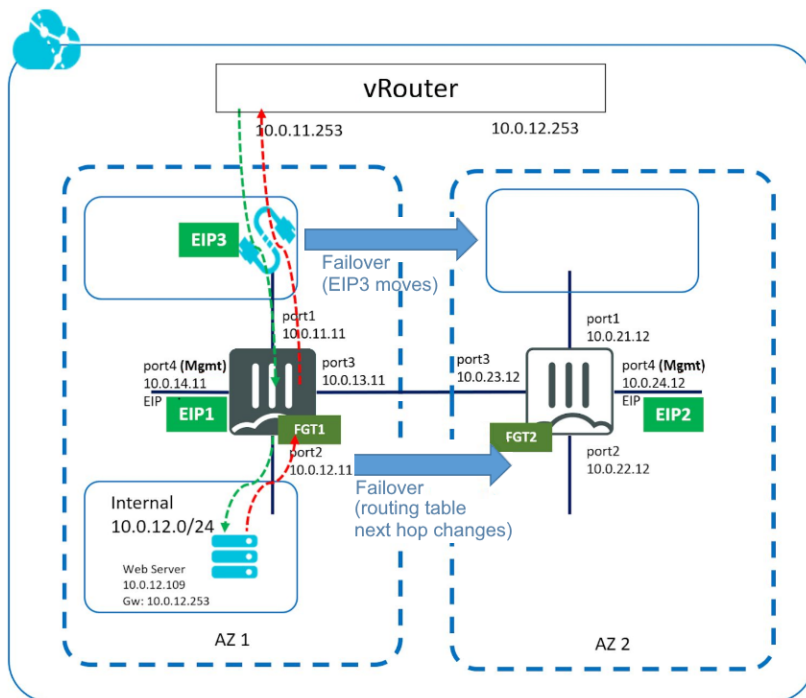 vRouter
10.0.11.253
10.0.12.253
EIP3
Failover
(EIP3 moves)
port1
10.0.11.11
port4 (Mgmt)
10.0.14.11
EIP
EIP1
port3
10.0.13.11
FGT1
port2
10.0.12.11
port1
10.0.21.12
port3
10.0.23.12
port4 (Mgmt)
10.0.24.12
EIP
EIP2
FGT2
port2
10.0.22.12
Failover
(routing table
next hop changes)
Internal
10.0.12.0/24
Web Server
10.0.12.109
Gw: 10.0.12.253
AZ 1
AZ 2